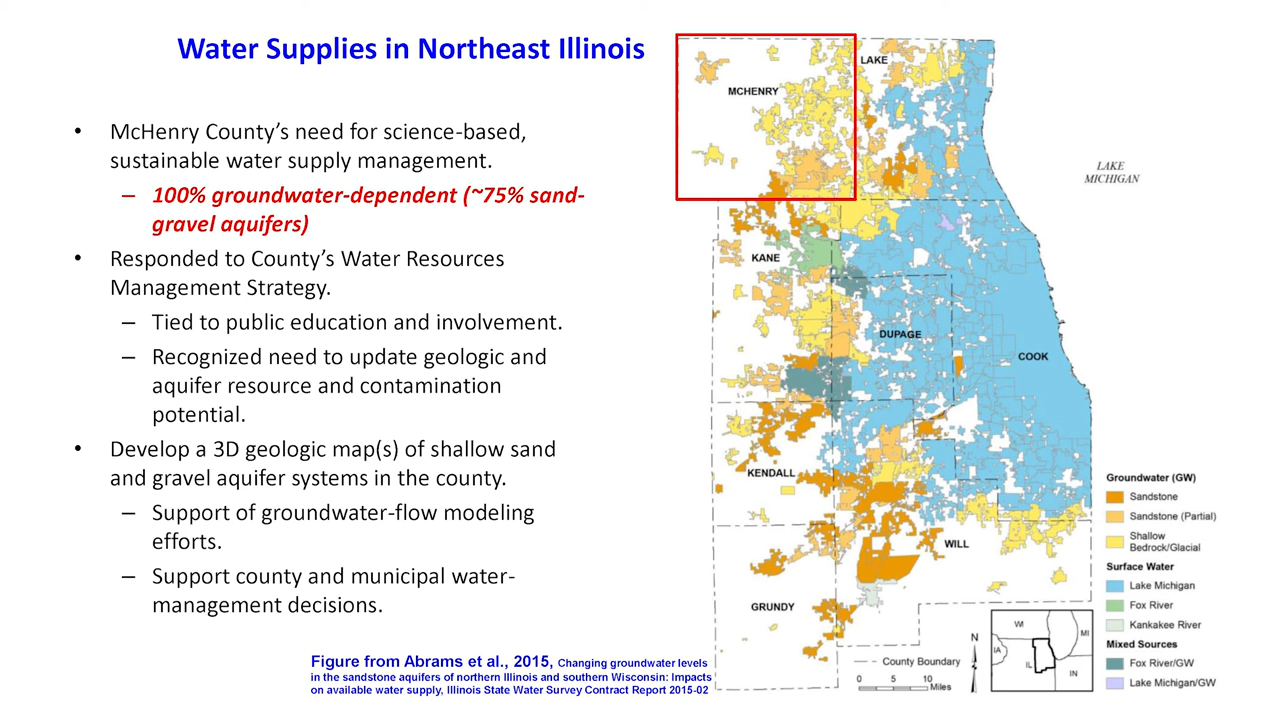 Water Supplies in Northeast Illinois
• McHenry County’s need for science-based,
sustainable water supply management.
– 100% groundwater-dependent (~75% sand-
gravel aquifers)
• Responded to County’s Water Resources
Management Strategy.
– Tied to public education and involvement.
– Recognized need to update geologic and
aquifer resource and contamination
potential.
• Develop a 3D geologic map(s) of shallow sand
and gravel aquifer systems in the county.
– Support of groundwater-flow modeling
efforts.
– Support county and municipal water-
management decisions.
Figure from Abrams et al., 2015, Changing groundwater levels
in the sandstone aquifers of northern Illinois and southern Wisconsin: Impacts
on available water supply, Illinois State Water Survey Contract Report 2015-02
LAKE
MCHENRY
LAKE
MICHIGAN
KANE
DUPAGE
COOK
KENDALL
WILL
GRUNDY
Groundwater (GW)
Sandstone
Sandstone (Partial)
Shallow
Bedrock/Glacial
Surface Water
Lake Michigan
Fox River
Kankakee River
Mixed Sources
Fox River/GW
Lake Michigan/GW
County Boundary
0 5 10
Miles
N
WI
MI
IA
IL
IN